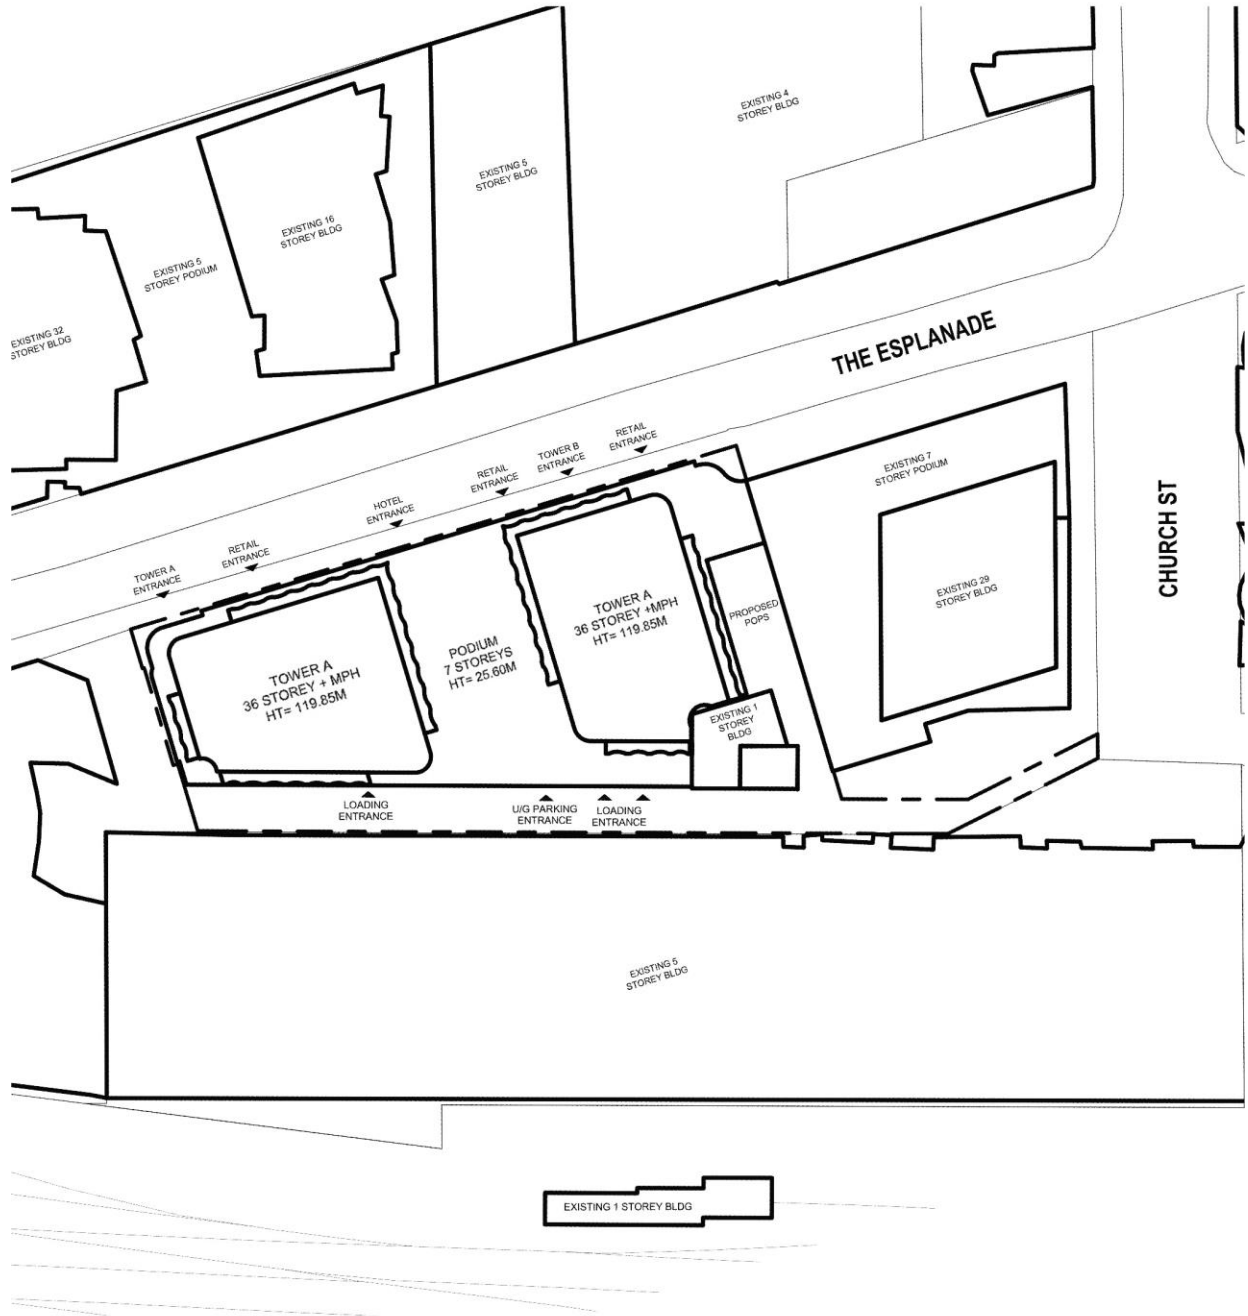 EXISTING 4
STOREY BLDG
EXISTING 5
STOREY BLDG
EXISTING 16
STOREY BLDG
EXISTING 5
STOREY PODIUM
EXISTING 32
STOREY BLDG
THE ESPLANADE
RETAIL
ENTRANCE
TOWER B
ENTRANCE
RETAIL
ENTRANCE
HOTEL
ENTRANCE
RETAIL
ENTRANCE
TOWER A
ENTRANCE
EXISTING 7
STOREY PODIUM
CHURCH ST
EXISTING 29
STOREY BLDG
TOWER A
36 STOREY +MPH
HT= 119.85M
PROPOSED
POPS
PODIUM
7 STOREYS
HT= 25.60M
TOWER A
36 STOREY + MPH
HT= 119.85M
EXISTING 1
STOREY
BLDG
LOADING
ENTRANCE
U/G PARKING
ENTRANCE
LOADING
ENTRANCE
EXISTING 5
STOREY BLDG
EXISTING 1 STOREY BLDG